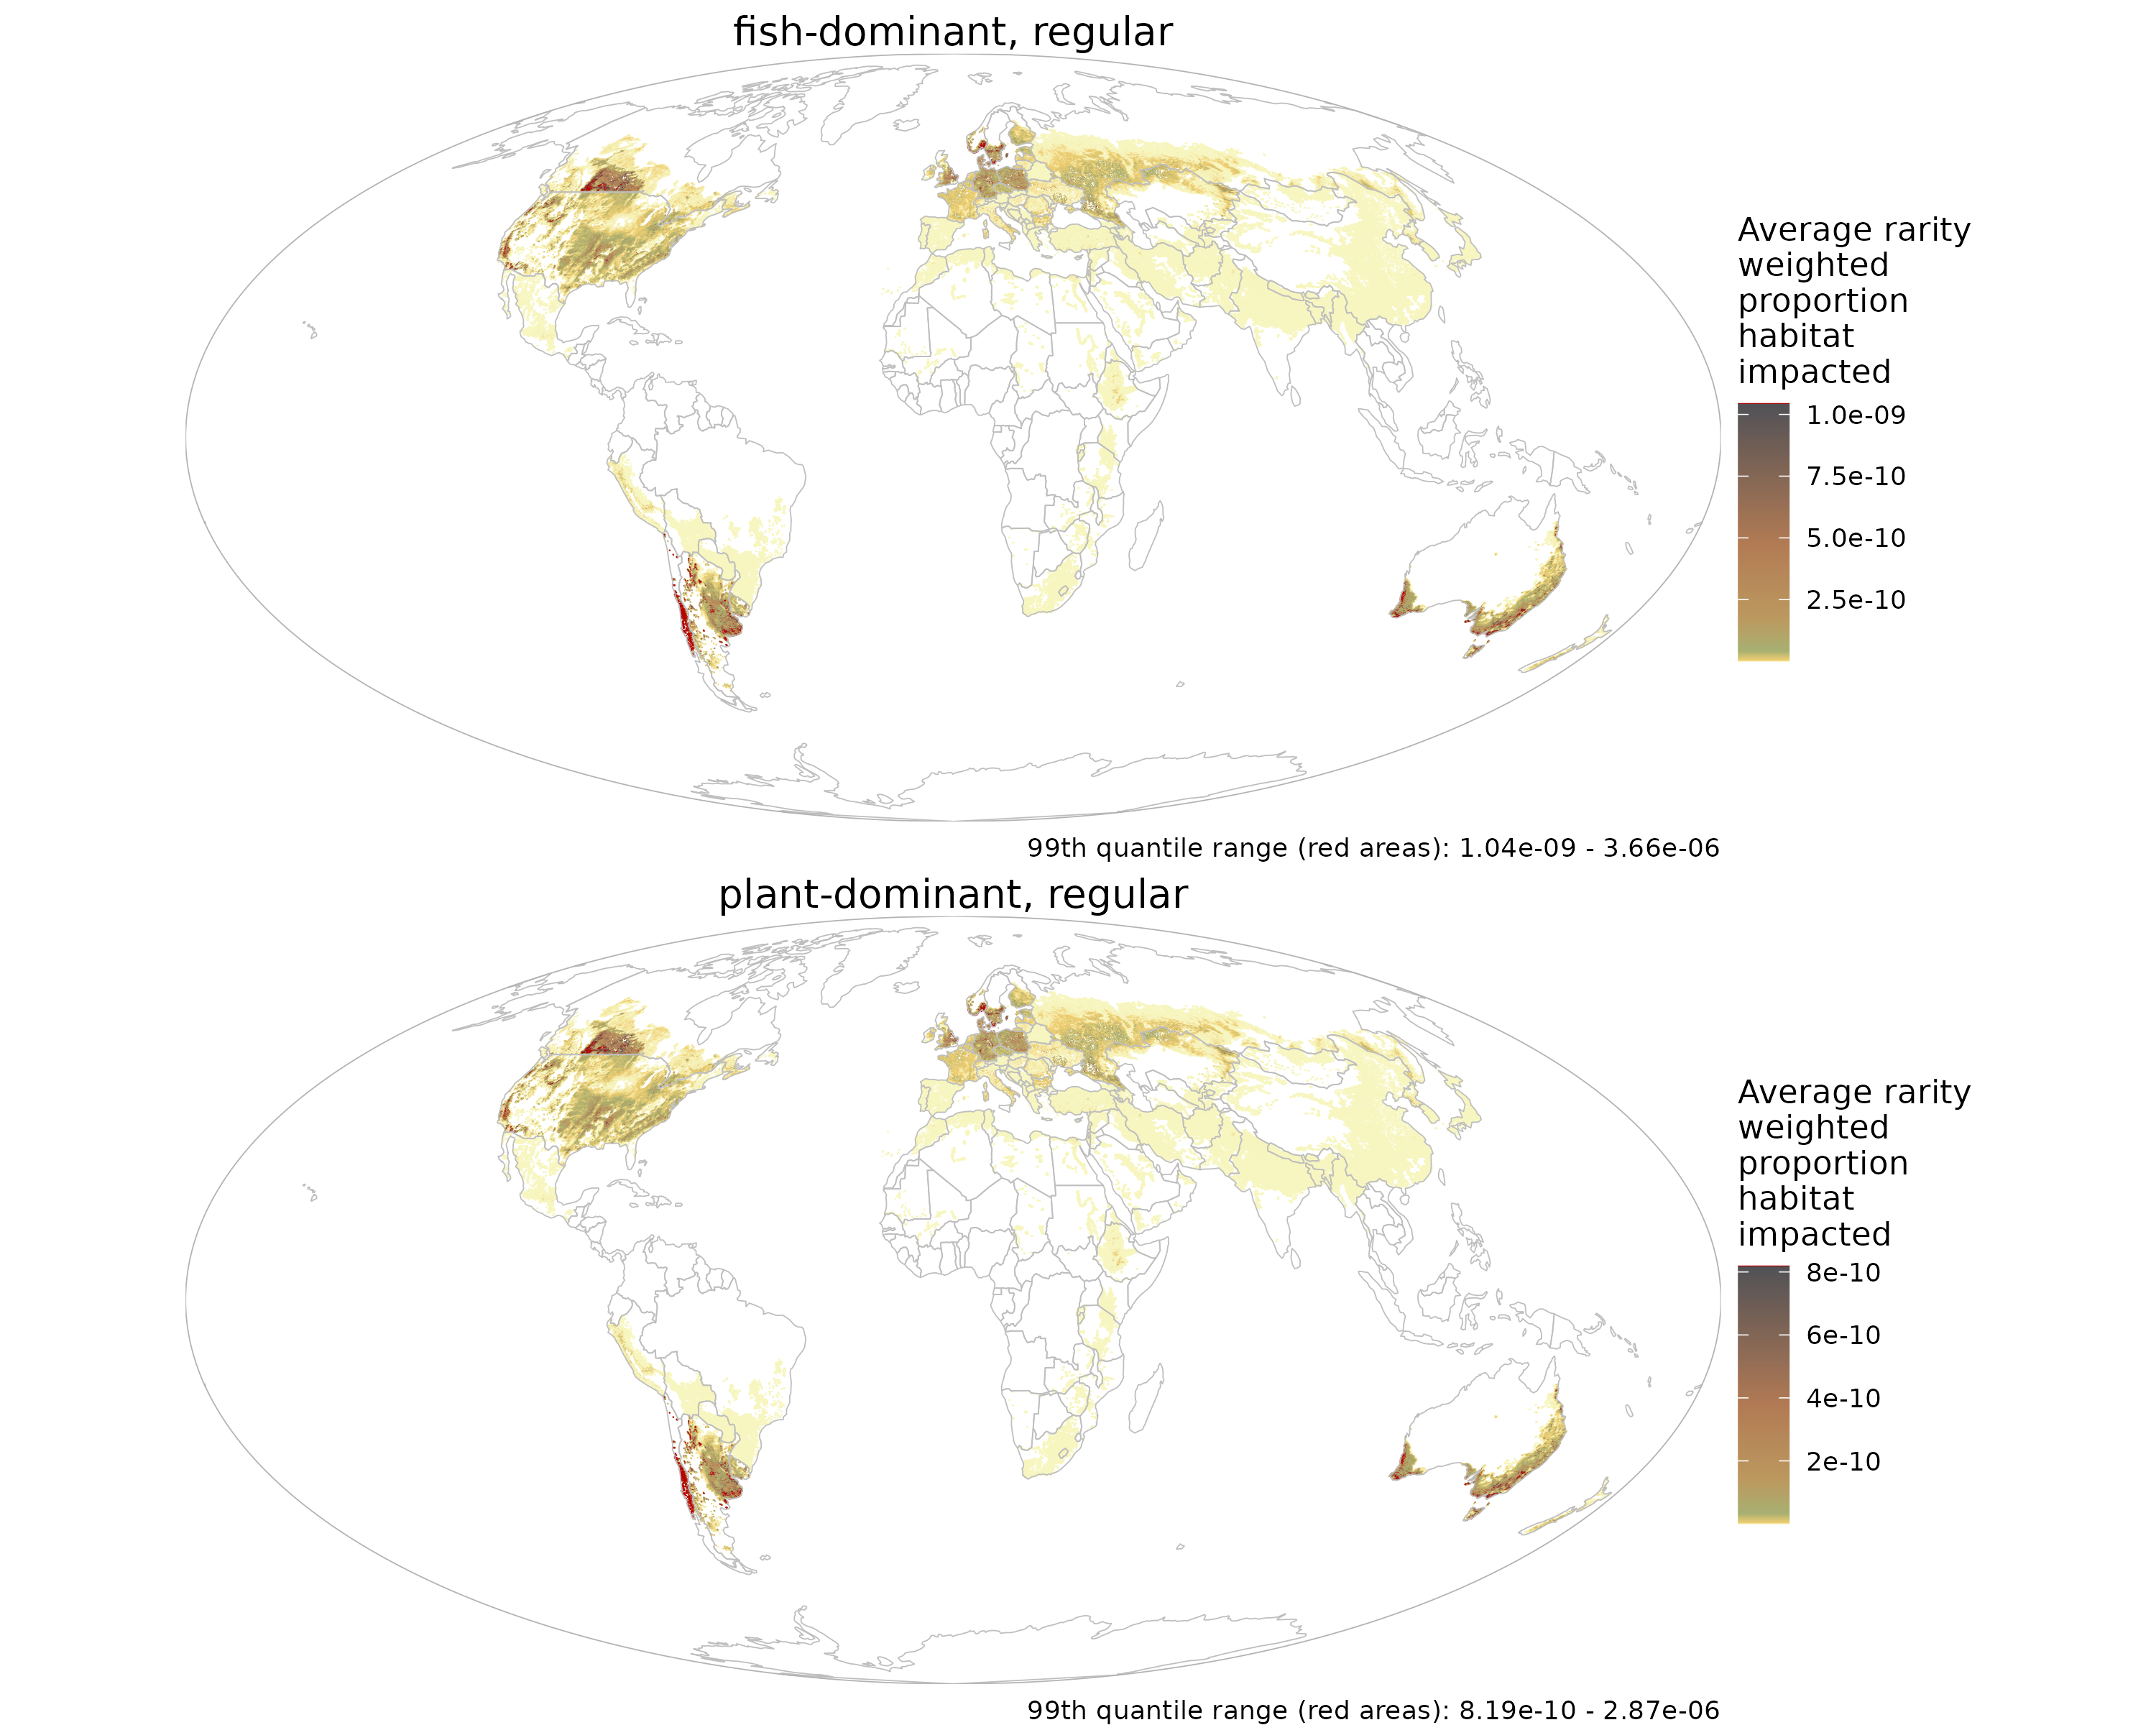 fish-dominant, regular
Average rarity
weighted
proportion
habitat
impacted
1.0e-09
7.5e-10
5.0e-10
2.5e-10
99th quantile range (red areas): 1.04e-09 - 3.66e-06
plant-dominant, regular
Average rarity
weighted
proportion
habitat
impacted
8e-10
6e-10
4e-10
2e-10
99th quantile range (red areas): 8.19e-10 - 2.87e-06